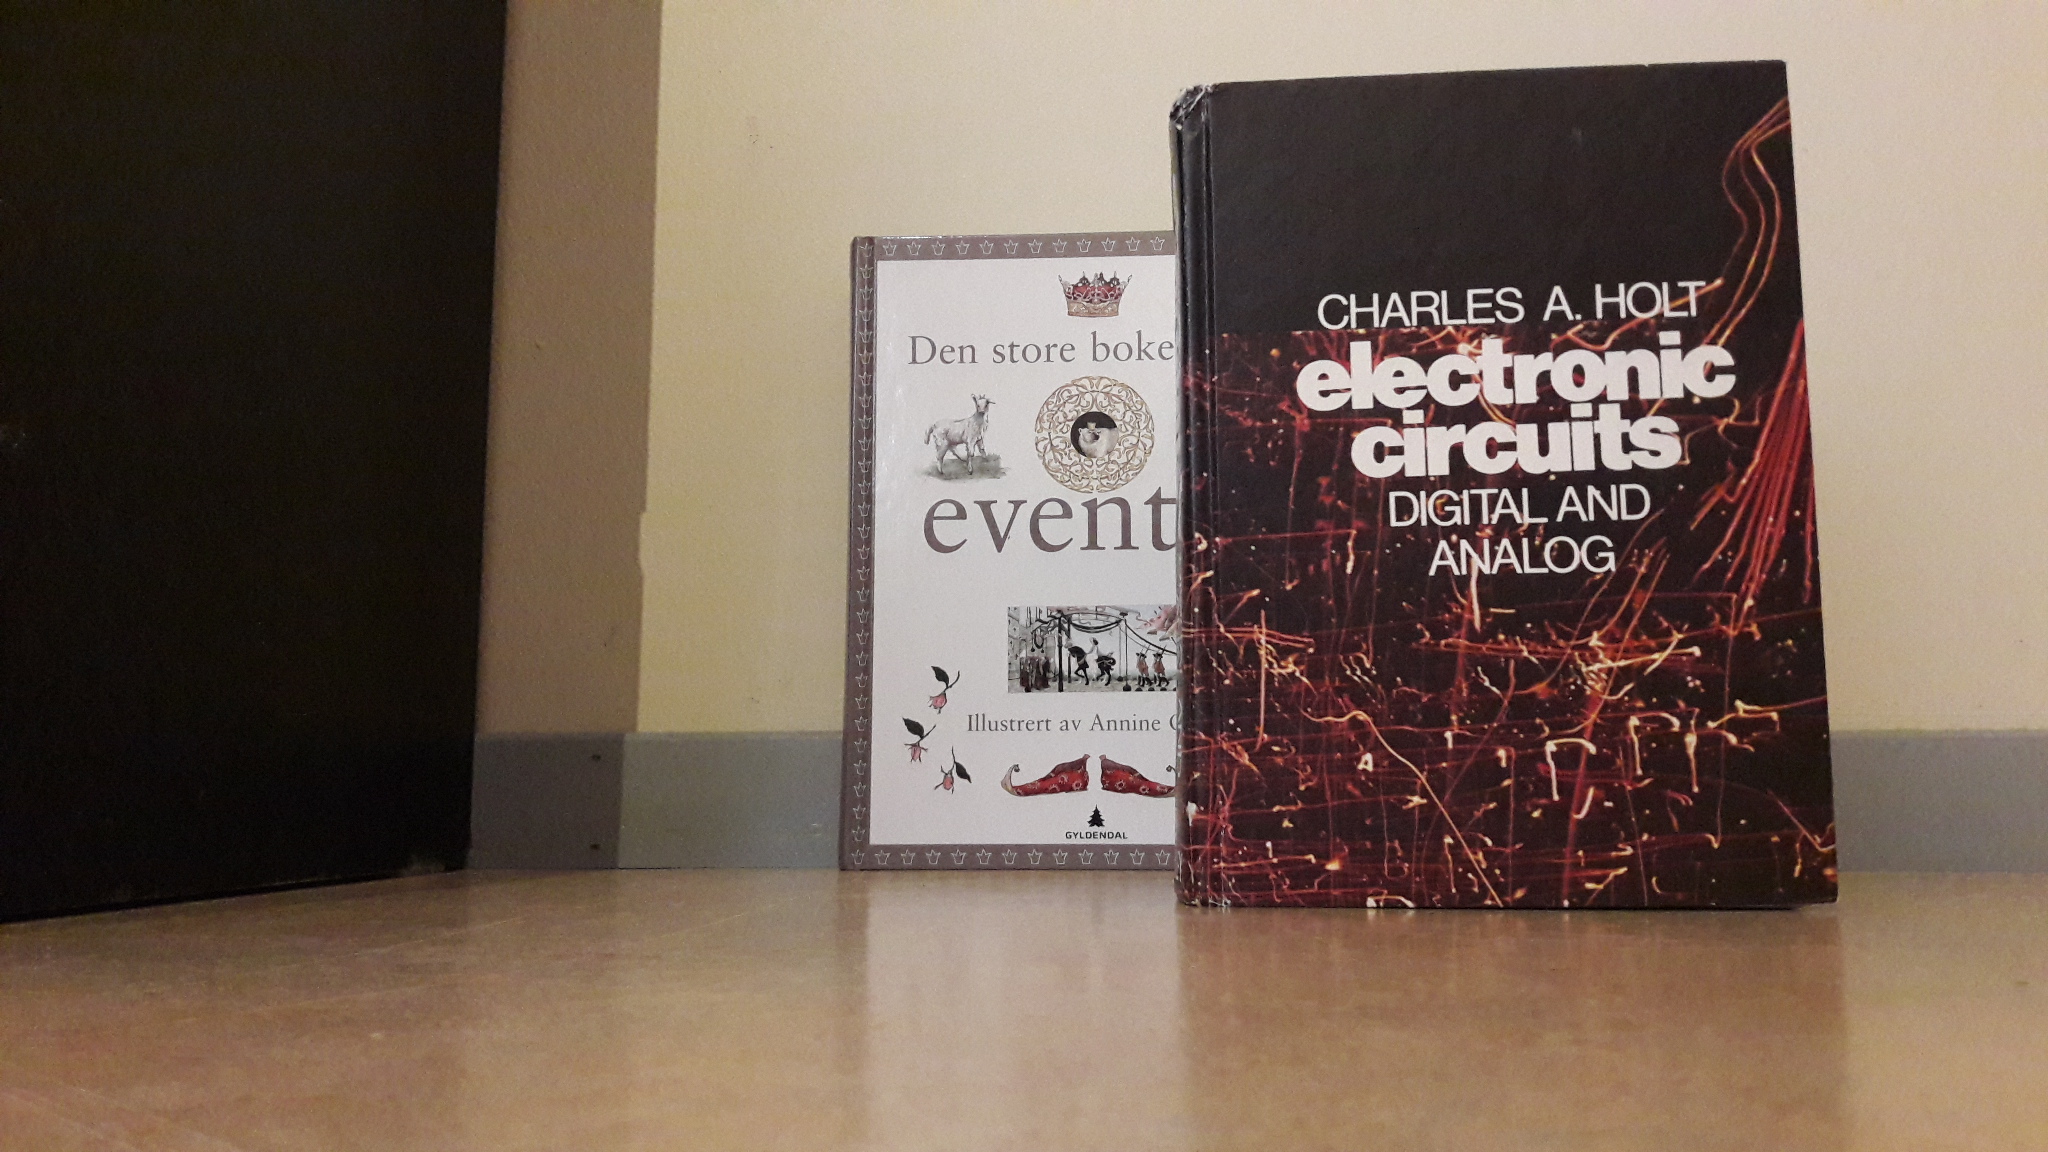 Den store boke
event
Illustrert av Annine
GYLDENDAL
CHARLES A. HOLT
electronic
circuits
DIGITAL AND
ANALOG